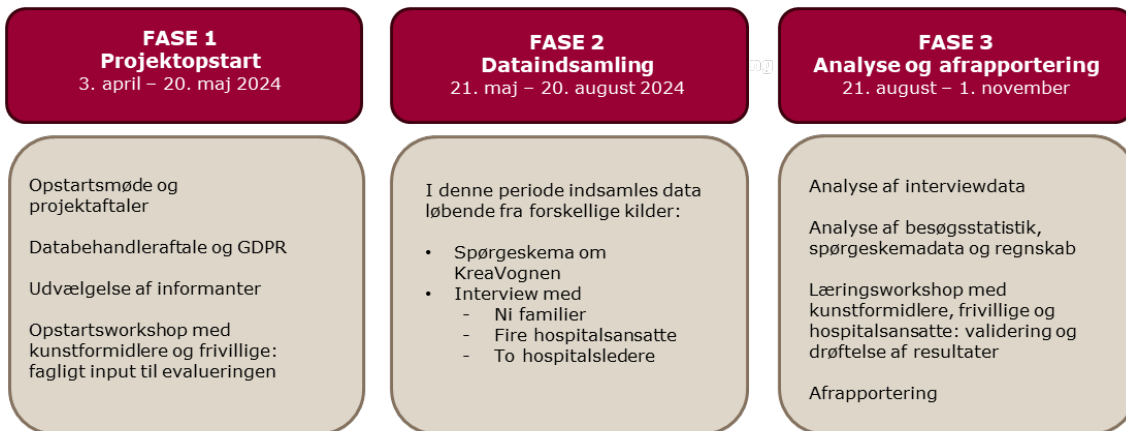 FASE 1
Projektopstart
3. april – 20. maj 2024
Opstartsmøde og
projektaftaler
Databehandleraftale og GDPR
Udvælgelse af informanter
Opstartsworkshop med
kunstformidlere og frivillige:
fagligt input til evalueringen
FASE 2
Dataindsamling
21. maj – 20. august 2024
I denne periode indsamles data
løbende fra forskellige kilder:
• Spørgeskema om
KreaVognen
• Interview med
- Ni familier
- Fire hospitalsansatte
- To hospitalsledere
FASE 3
Analyse og afrapportering
21. august – 1. november
Analyse af interviewdata
Analyse af besøgsstatistik,
spørgeskemadata og regnskab
Læringsworkshop med
kunstformidlere, frivillige og
hospitalsansatte: validering og
drøftelse af resultater
Afrapportering